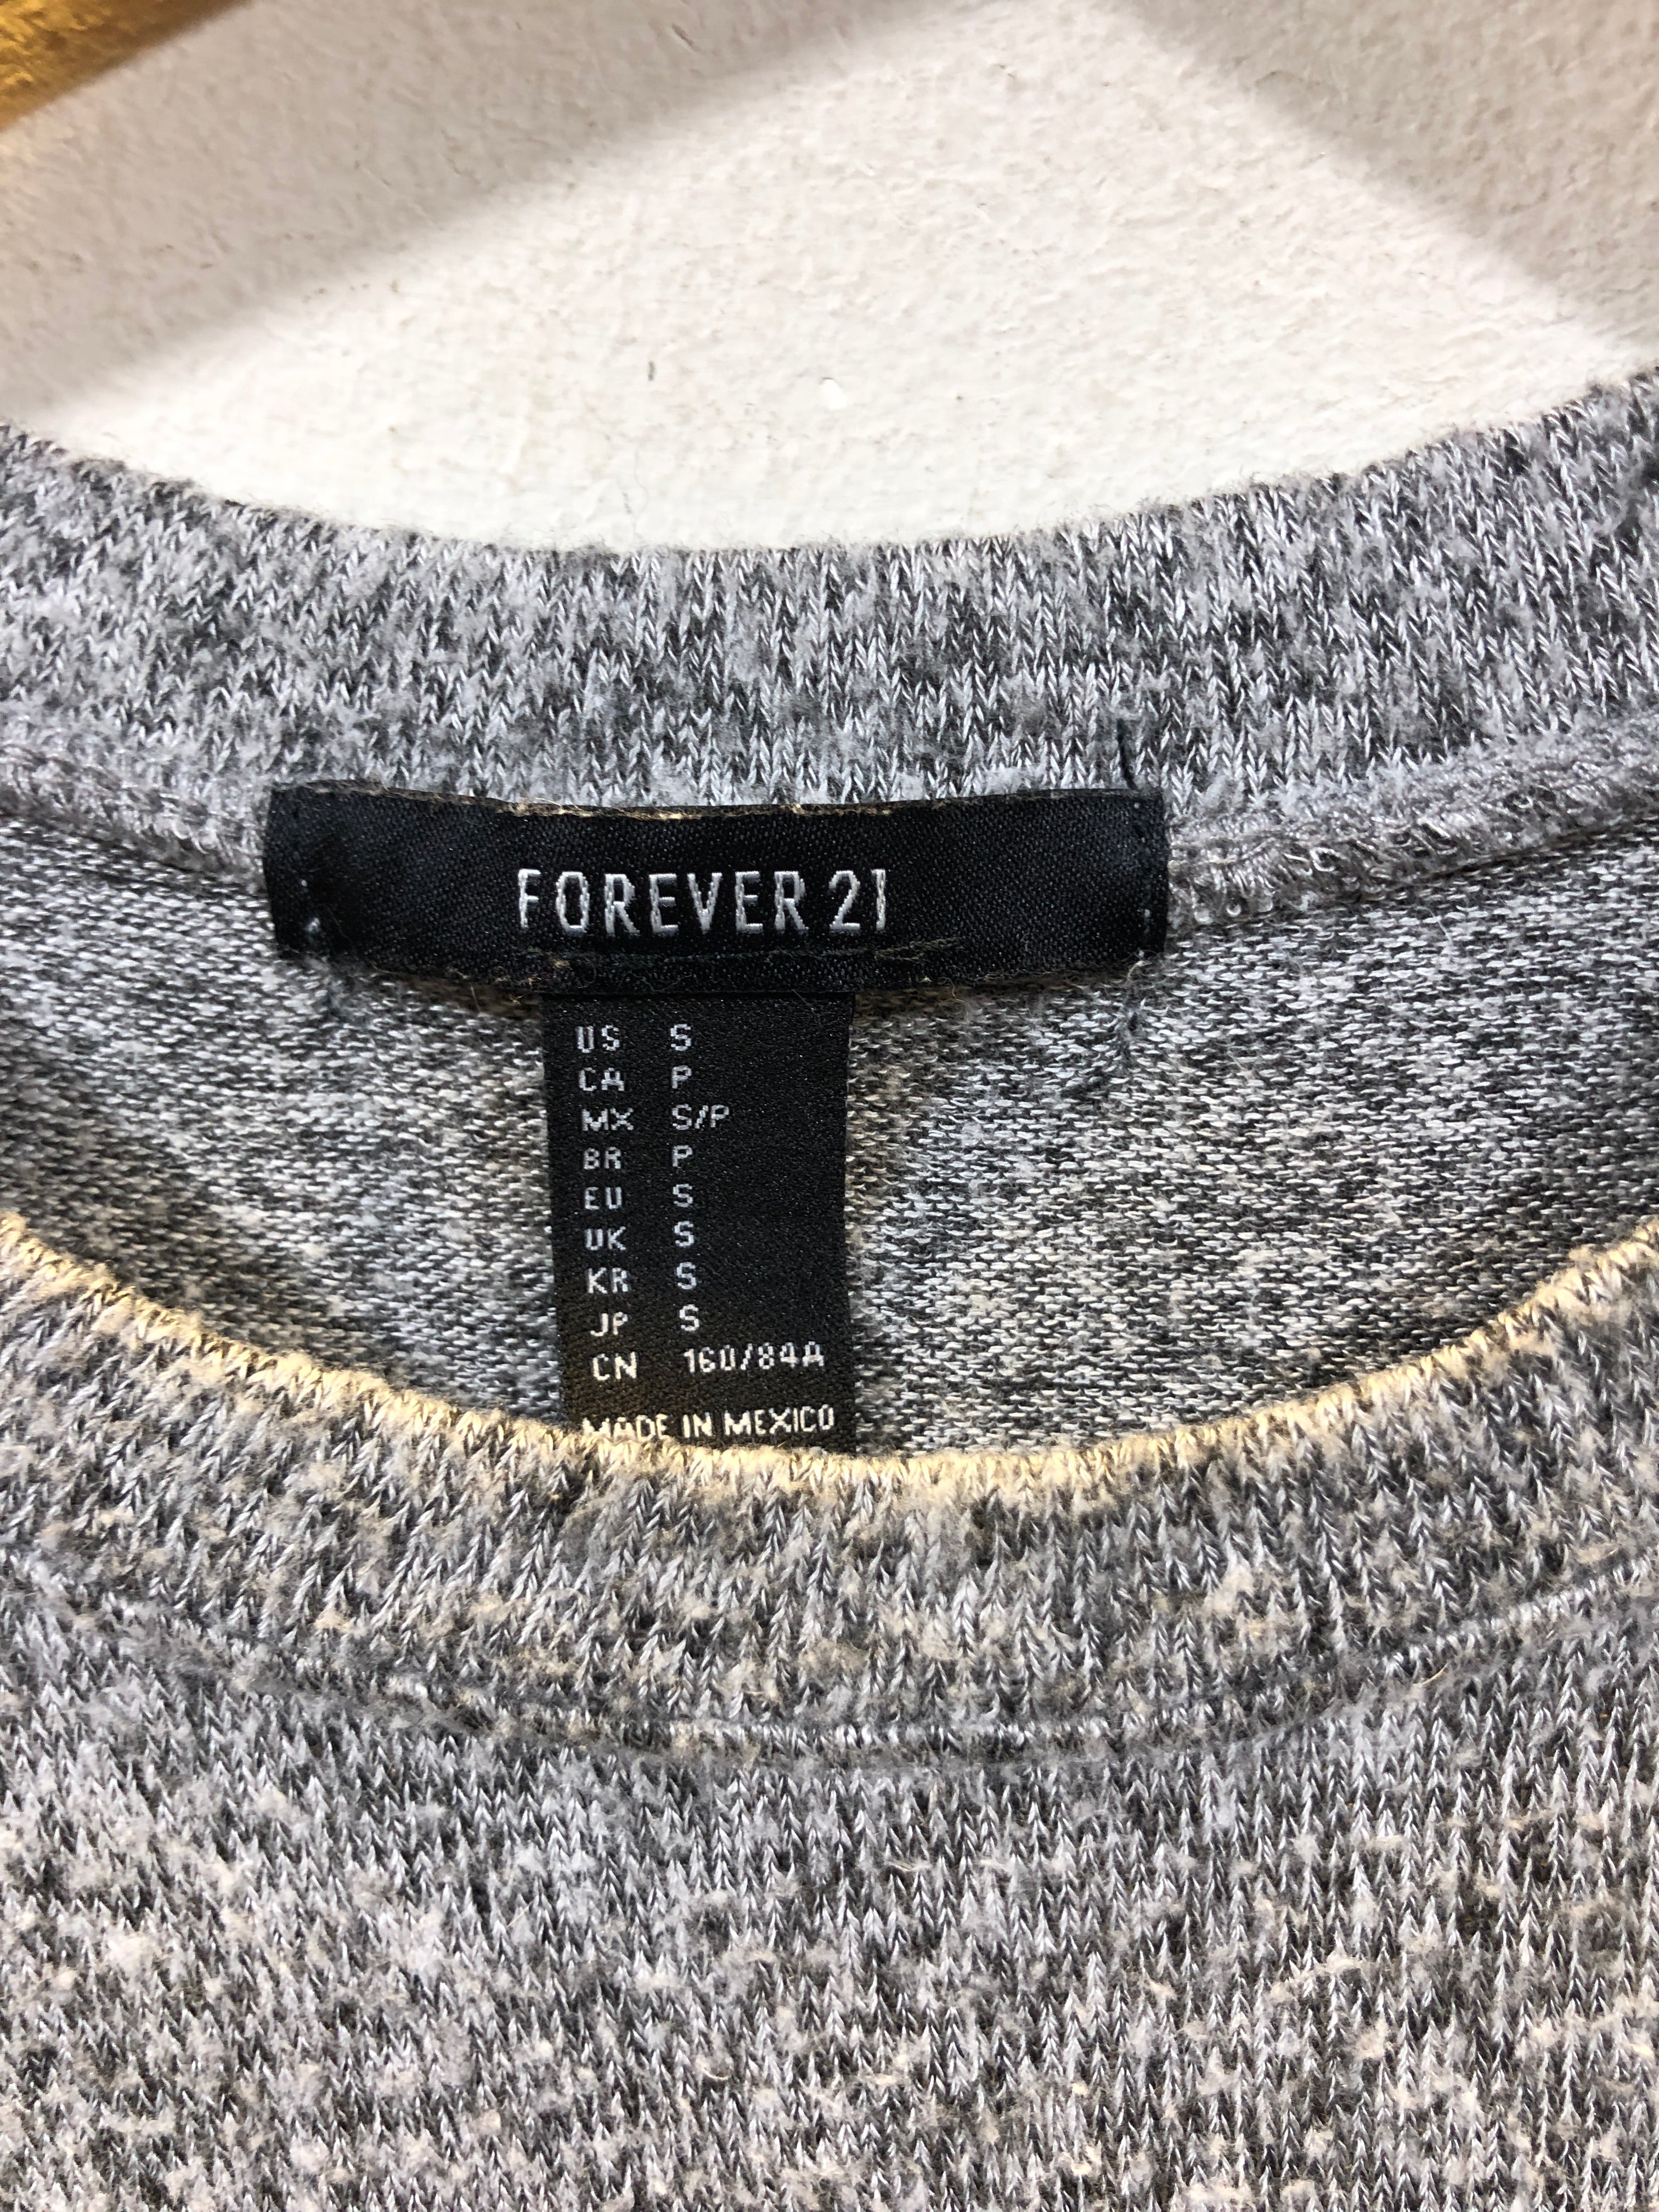 FOREVER 21
US S
CA P
MX S/P
BR P
EU S
UK S
KR S
JP S
CN 160/84A
MADE IN MEXICO